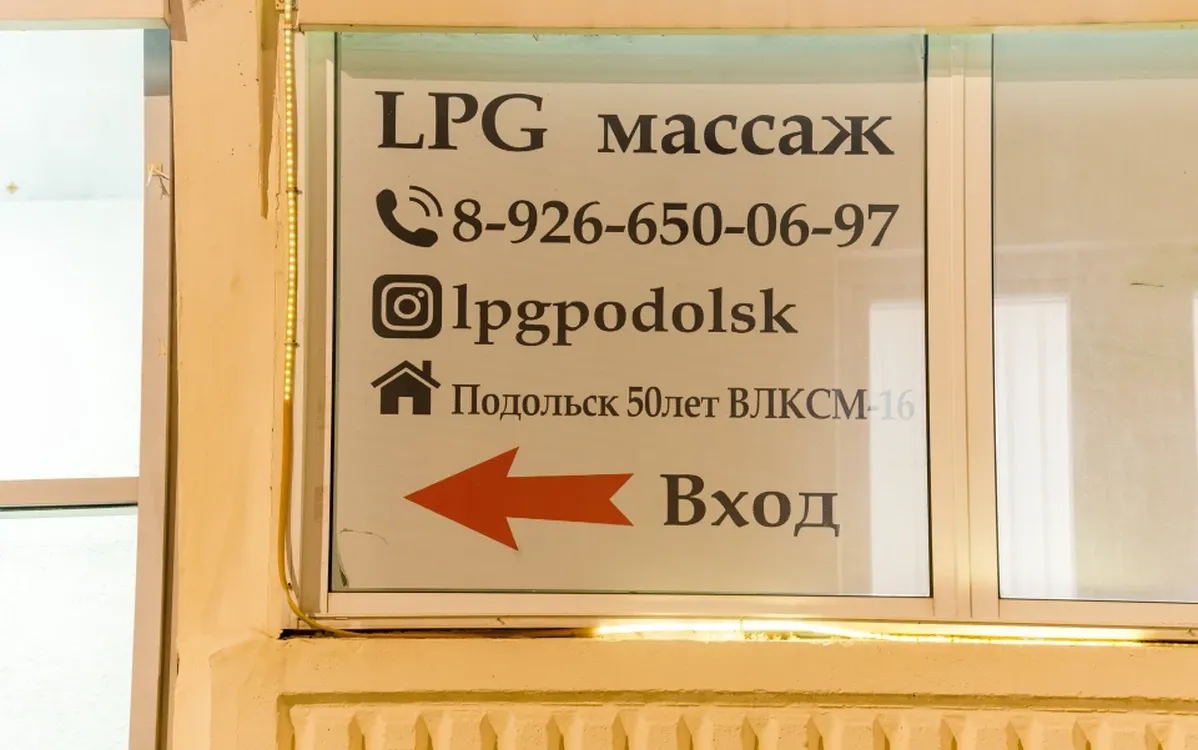 LPG массаж
8-926-650-06-97
lpgpodolsk
Подольск 50лет ВЛКСМ-16
Вход